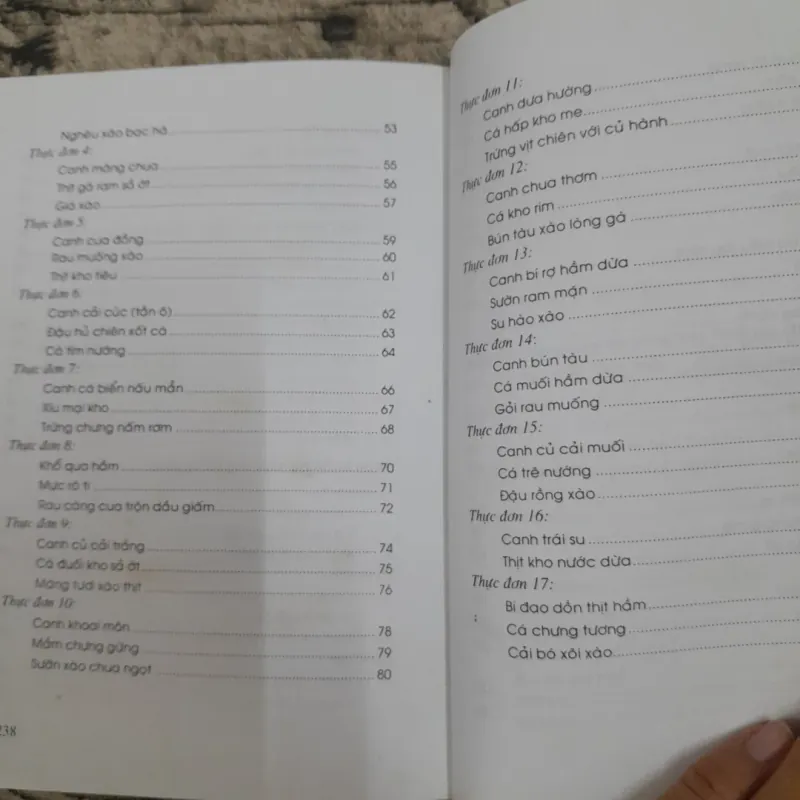 Nghêu xào bạc hà 53
Thực đơn 4:
Canh măng chua 55
Thịt gà ram sả ớt 56
Giá xào 57
Thực đơn 5:
Canh cua đồng 59
Rau muống xào 60
Thịt kho tiêu 61
Thực đơn 6:
Canh cải cúc (tần ô) 62
Đậu hủ chiên xốt cà 63
Cà tím nướng 64
Thực đơn 7:
Canh cá biển nấu mẳn 66
Xíu mại kho 67
Trứng chưng nấm rơm 68
Thực đơn 8:
Khổ qua hầm 70
Mực rô ti 71
Rau càng cua trộn dầu giấm 72
Thực đơn 9:
Canh củ cải trắng 74
Cá đuối kho sả ớt 75
Măng tươi xào thịt 76
Thực đơn 10:
Canh khoai môn 78
Mắm chưng gừng 79
Sườn xào chua ngọt 80
238
Thực đơn 11:
Canh dưa hường
Cá hấp kho me
Trứng vịt chiên với củ hành
Thực đơn 12:
Canh chua thơm
Cá kho rim
Bún tàu xào lòng gà
Thực đơn 13:
Canh bí rợ hầm dừa
Sườn ram mặn
Su hào xào
Thực đơn 14:
Canh bún tàu
Cá muối hầm dừa
Gỏi rau muống
Thực đơn 15:
Canh củ cải muối
Cá trê nướng
Đậu rồng xào
Thực đơn 16:
Canh trái su
Thịt kho nước dừa
Thực đơn 17:
Bí đao dồn thịt hầm
Cá chưng tương
Cải bó xôi xào